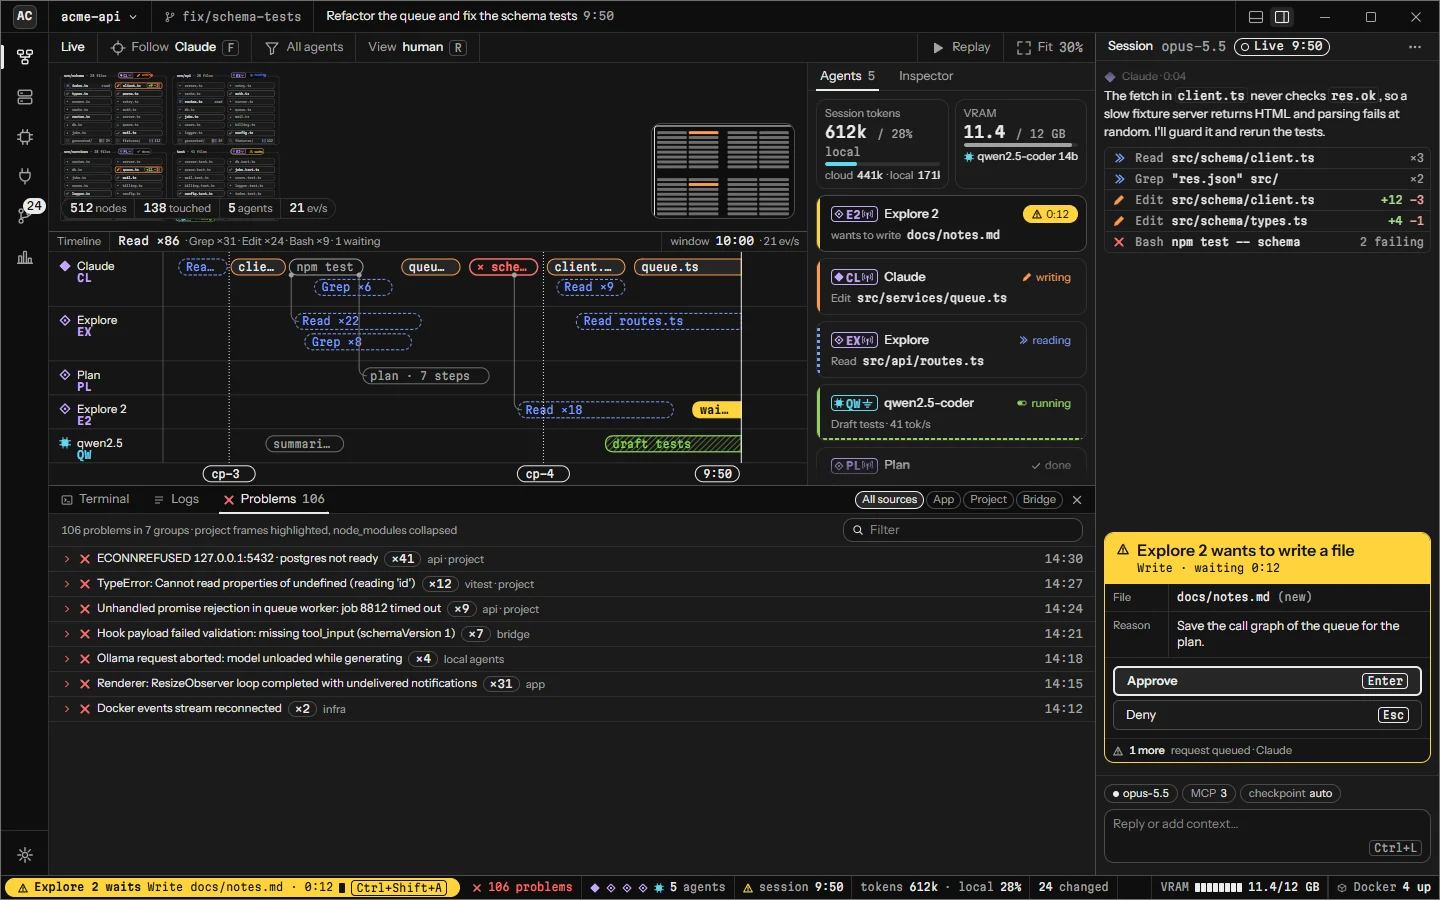 AC
acme-api
fix/schema-tests
Refactor the queue and fix the schema tests 9:50
Live
Follow Claude F
All agents
View human R
Replay
Fit 30%
Session opus-5.5 Live 9:50
512 nodes 138 touched 5 agents 21 ev/s
24
Agents 5
Inspector
Session tokens
612k / 28%
local
cloud 441k · local 171k
VRAM
11.4 / 12 GB
qwen2.5-coder 14b
E2 Explore 2 0:12
wants to write docs/notes.md
CL Claude writing
Edit src/services/queue.ts
EX Explore reading
Read src/api/routes.ts
QW qwen2.5-coder running
Draft tests · 41 tok/s
PL Plan done
Timeline Read ×86 · Grep ×31 · Edit ×24 · Bash ×9 · 1 waiting
window 10:00 · 21 ev/s
Claude
CL
Rea… clie… npm test queu… × sche… client.… queue.ts
Grep ×6 Read ×9
Explore
EX
Read ×22 Read routes.ts
Grep ×8
Plan
PL
plan · 7 steps
Explore 2
E2
Read ×18 wai…
qwen2.5
QW
summari… draft tests
cp-3 cp-4 9:50
Terminal
Logs
Problems 106
All sources App Project Bridge
106 problems in 7 groups · project frames highlighted, node_modules collapsed
Filter
ECONNREFUSED 127.0.0.1:5432 · postgres not ready ×41 api · project 14:30
TypeError: Cannot read properties of undefined (reading 'id') ×12 vitest · project 14:27
Unhandled promise rejection in queue worker: job 8812 timed out ×9 api · project 14:24
Hook payload failed validation: missing tool_input (schemaVersion 1) ×7 bridge 14:21
Ollama request aborted: model unloaded while generating ×4 local agents 14:18
Renderer: ResizeObserver loop completed with undelivered notifications ×31 app 14:15
Docker events stream reconnected ×2 infra 14:12
Claude · 0:04
The fetch in client.ts never checks res.ok, so a
slow fixture server returns HTML and parsing fails at
random. I'll guard it and rerun the tests.
Read src/schema/client.ts ×3
Grep "res.json" src/ ×2
Edit src/schema/client.ts +12 −3
Edit src/schema/types.ts +4 −1
Bash npm test -- schema 2 failing
Explore 2 wants to write a file
Write · waiting 0:12
File docs/notes.md (new)
Reason Save the call graph of the queue for the
plan.
Approve Enter
Deny Esc
1 more request queued · Claude
opus-5.5 MCP 3 checkpoint auto
Reply or add context…
Ctrl+L
Explore 2 waits Write docs/notes.md · 0:12 Ctrl+Shift+A
106 problems
5 agents
session 9:50
tokens 612k · local 28%
24 changed
VRAM 11.4/12 GB
Docker 4 up